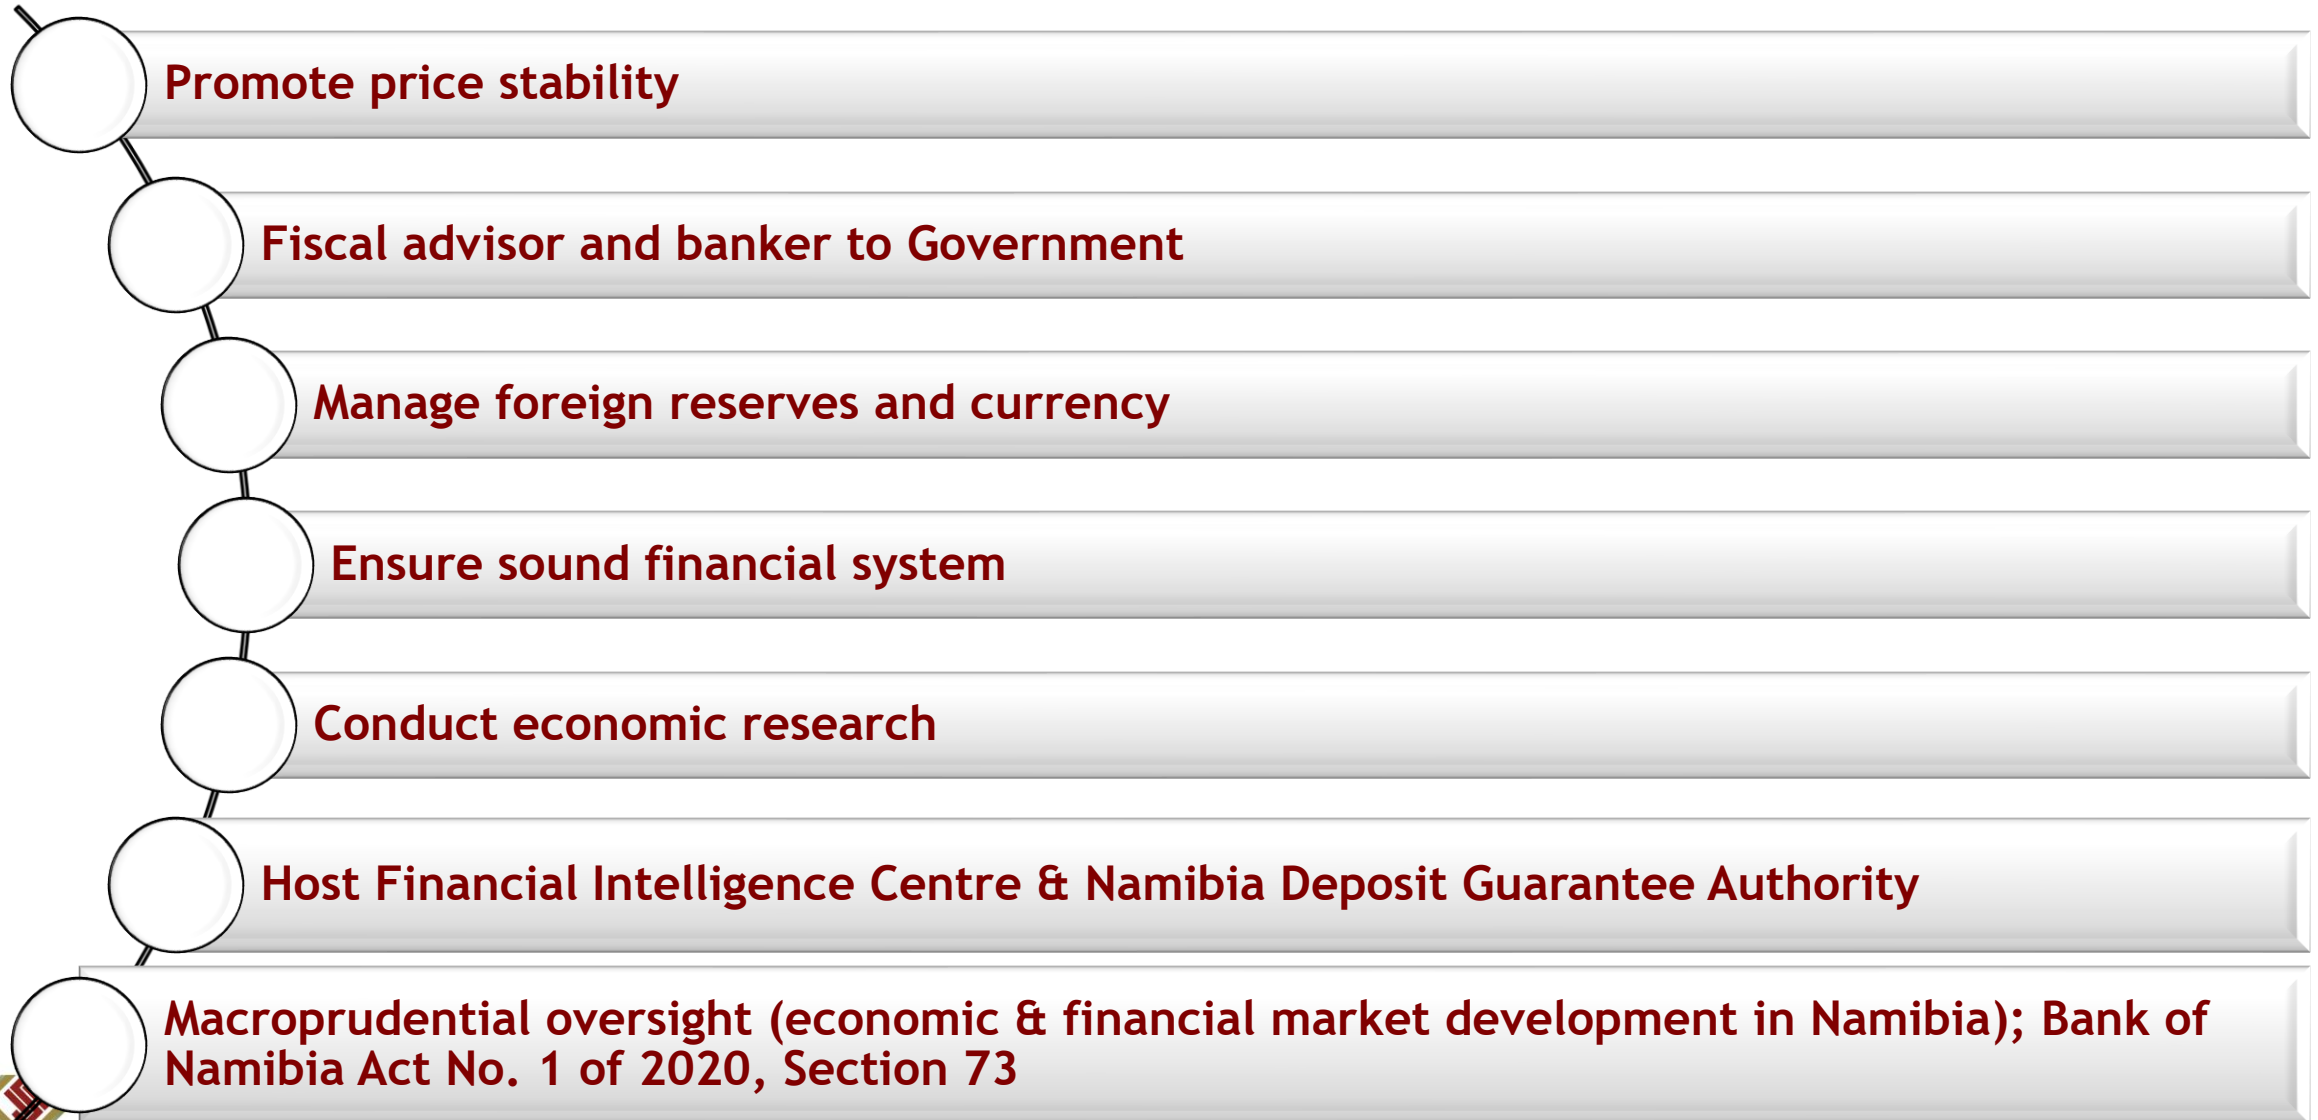 Promote price stability
Fiscal advisor and banker to Government
Manage foreign reserves and currency
Ensure sound financial system
Conduct economic research
Host Financial Intelligence Centre & Namibia Deposit Guarantee Authority
Macroprudential oversight (economic & financial market development in Namibia); Bank of
Namibia Act No. 1 of 2020, Section 73